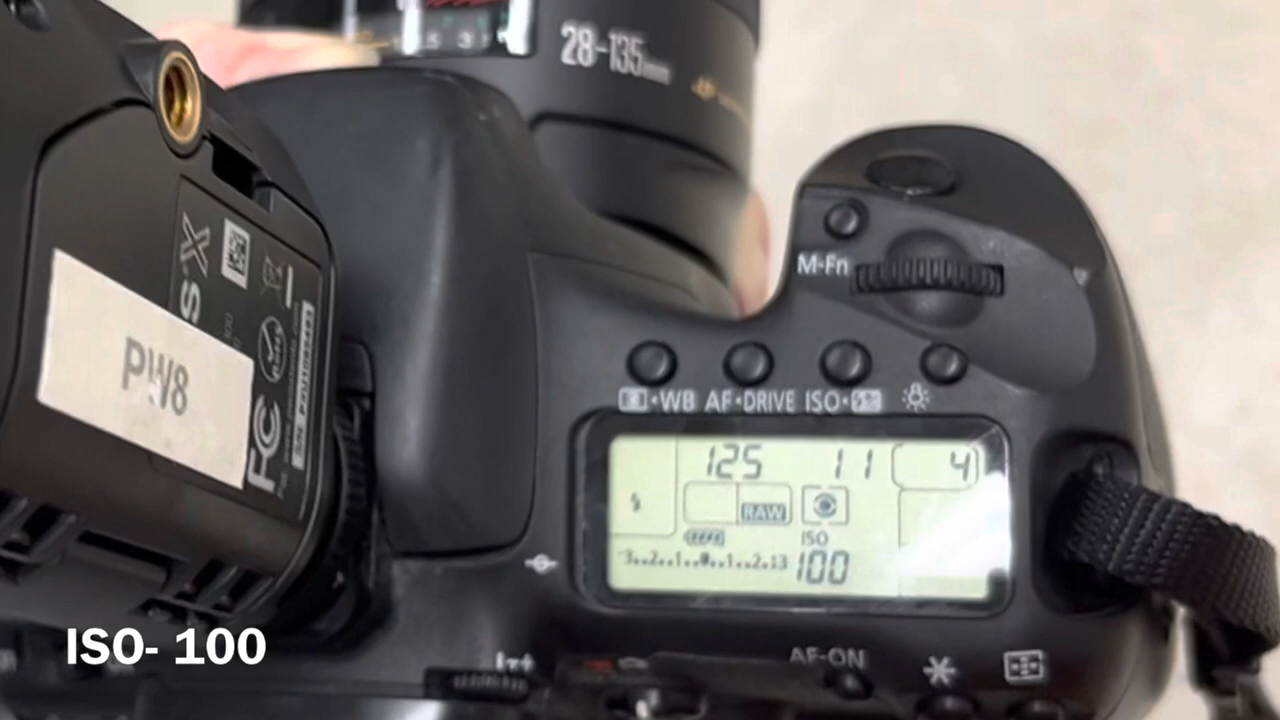 28-135mm
M-Fn
X
S
PW8
FC
•WB AF•DRIVE ISO•
125 11 4
RAW
ISO
-3..2..1..0..1..2.:3
100
ISO- 100
AF-ON